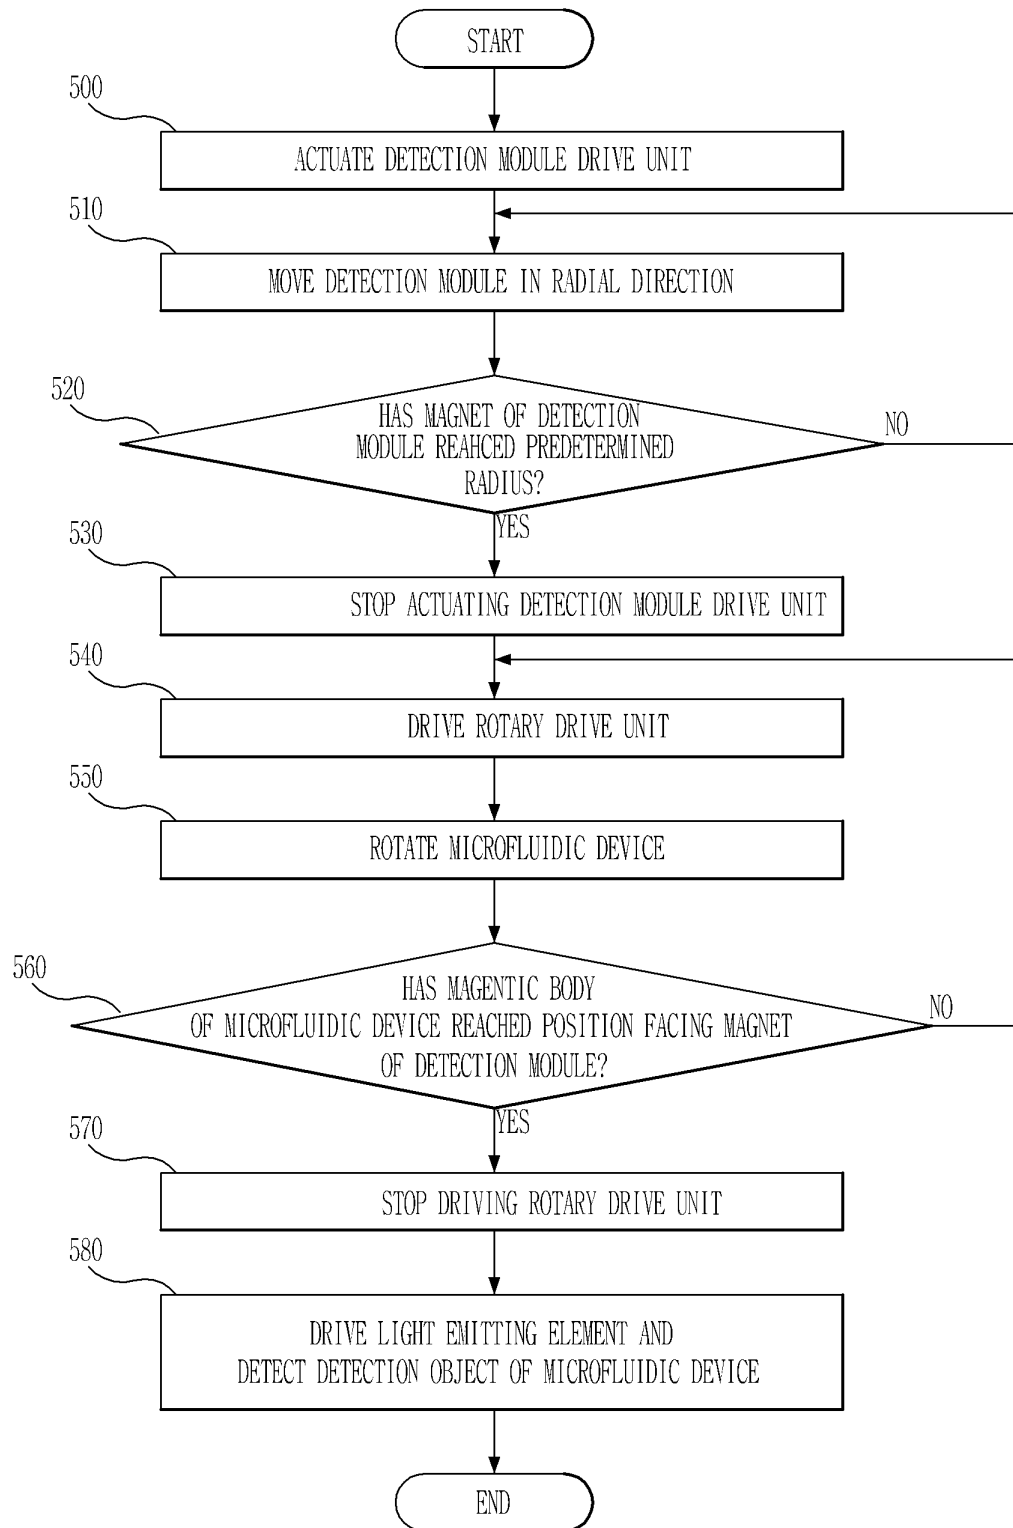 START
500
ACTUATE DETECTION MODULE DRIVE UNIT
510
MOVE DETECTION MODULE IN RADIAL DIRECTION
520
HAS MAGNET OF DETECTION
MODULE REAHCED PREDETERMINED
RADIUS?
NO
YES
530
STOP ACTUATING DETECTION MODULE DRIVE UNIT
540
DRIVE ROTARY DRIVE UNIT
550
ROTATE MICROFLUIDIC DEVICE
560
HAS MAGENTIC BODY
OF MICROFLUIDIC DEVICE REACHED POSITION FACING MAGNET
OF DETECTION MODULE?
NO
YES
570
STOP DRIVING ROTARY DRIVE UNIT
580
DRIVE LIGHT EMITTING ELEMENT AND
DETECT DETECTION OBJECT OF MICROFLUIDIC DEVICE
END